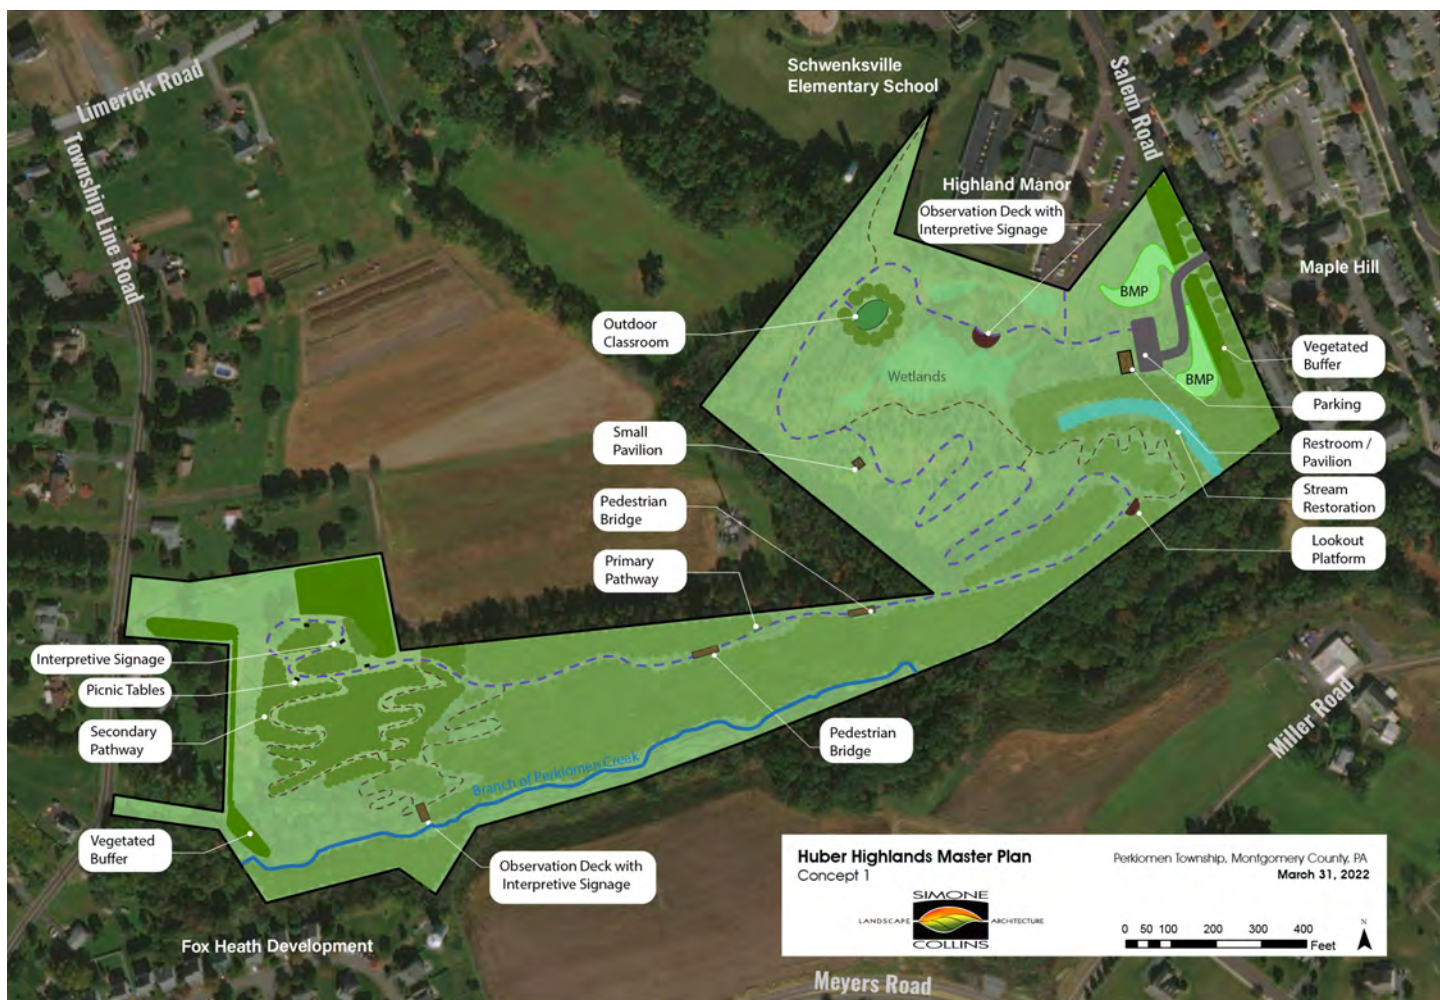 Limerick Road
Township Line Road
Schwenksville
Elementary School
Salem Road
Highland Manor
Observation Deck with
Interpretive Signage
Maple Hill
BMP
Outdoor
Classroom
Wetlands
BMP
Vegetated
Buffer
Parking
Small
Pavilion
Restroom /
Pavilion
Pedestrian
Bridge
Stream
Restoration
Primary
Pathway
Lookout
Platform
Interpretive Signage
Picnic Tables
Secondary
Pathway
Pedestrian
Bridge
Miller Road
Branch of Perkiomen Creek
Vegetated
Buffer
Observation Deck with
Interpretive Signage
Fox Heath Development
Huber Highlands Master Plan
Concept 1
Perkiomen Township, Montgomery County, PA
March 31, 2022
SIMONE
LANDSCAPE ARCHITECTURE
COLLINS
N
0 50 100 200 300 400
Feet
Meyers Road